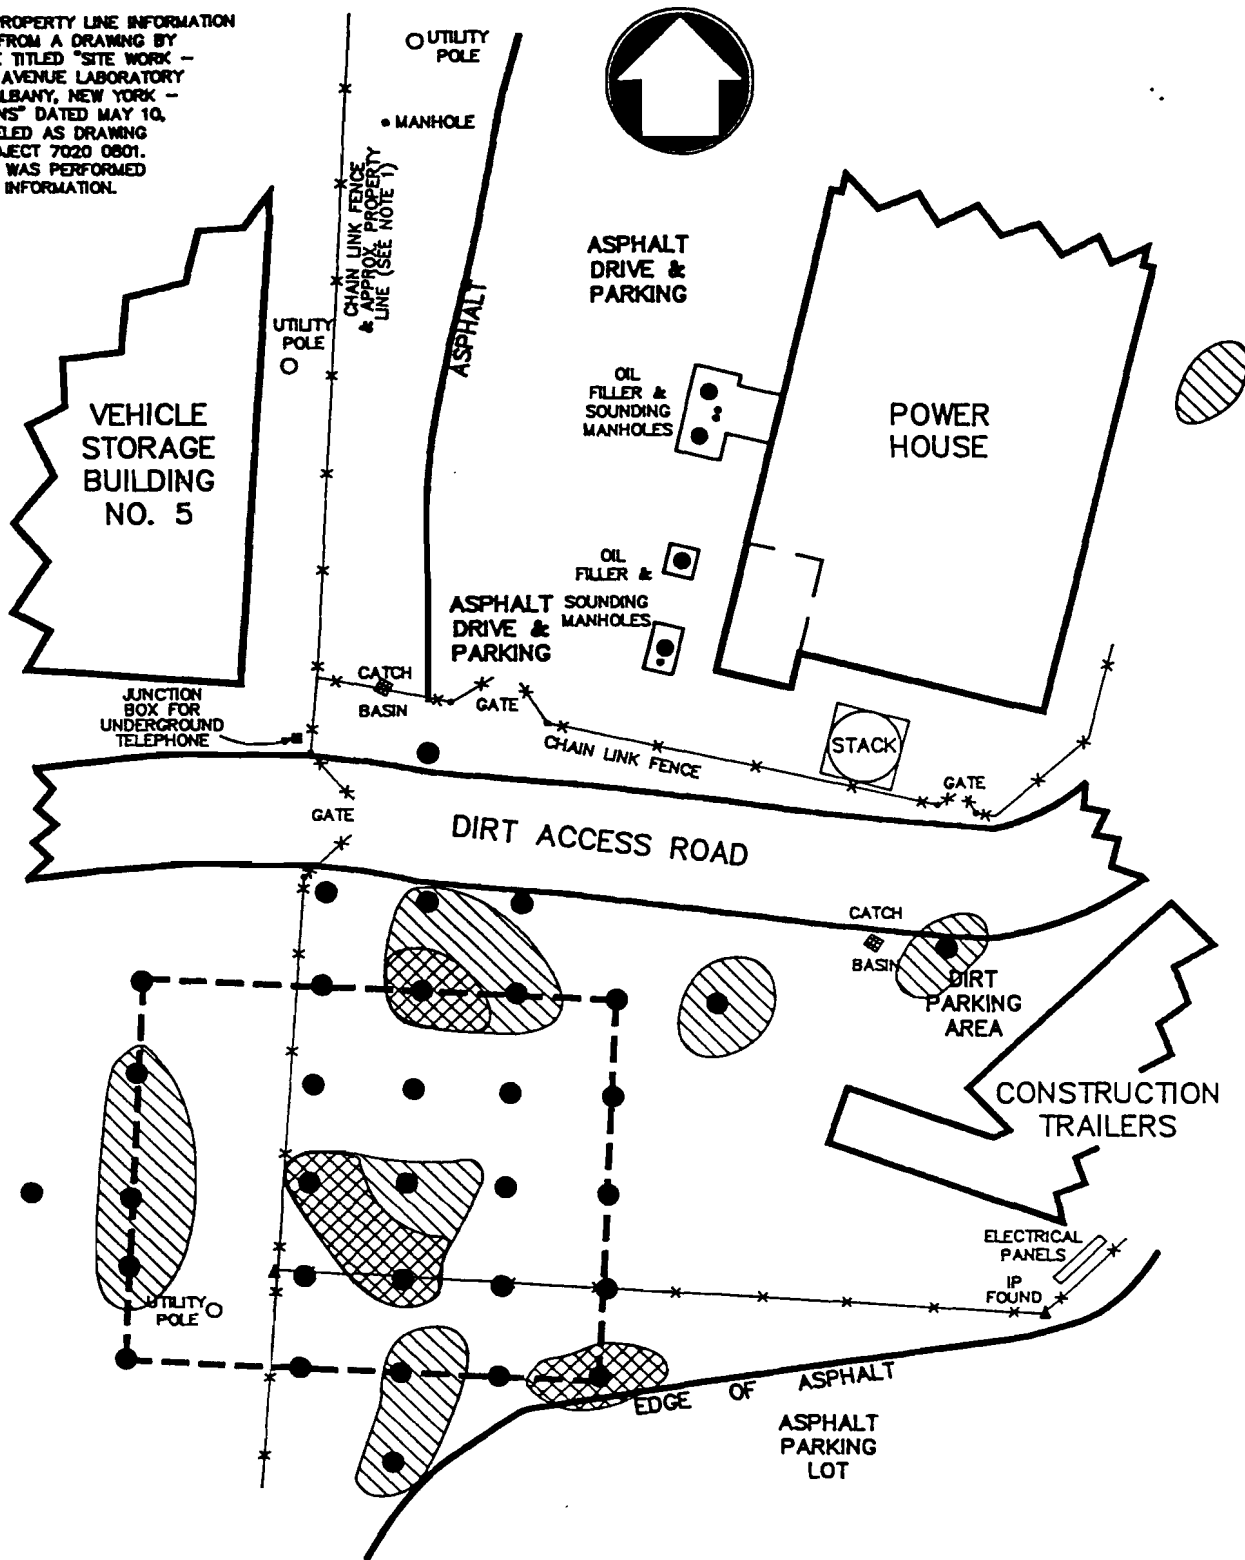 PROPERTY LINE INFORMATION
FROM A DRAWING BY
TITLED "SITE WORK -
AVENUE LABORATORY
LBANY, NEW YORK -
NS" DATED MAY 10,
ELED AS DRAWING
JECT 7020 0801.
WAS PERFORMED
INFORMATION.
UTILITY
POLE
MANHOLE
CHAIN LINK FENCE
& APPROX. PROPERTY
LINE (SEE NOTE 1)
ASPHALT
ASPHALT
DRIVE &
PARKING
UTILITY
POLE
OIL
FILLER &
SOUNDING
MANHOLES
VEHICLE
STORAGE
BUILDING
NO. 5
POWER
HOUSE
OIL
FILLER &
SOUNDING
MANHOLES
ASPHALT
DRIVE &
PARKING
CATCH
BASIN
GATE
JUNCTION
BOX FOR
UNDERGROUND
TELEPHONE
CHAIN LINK FENCE
STACK
GATE
GATE
DIRT ACCESS ROAD
CATCH
BASIN
DIRT
PARKING
AREA
CONSTRUCTION
TRAILERS
ELECTRICAL
PANELS
IP
FOUND
UTILITY
POLE
EDGE OF ASPHALT
ASPHALT
PARKING
LOT